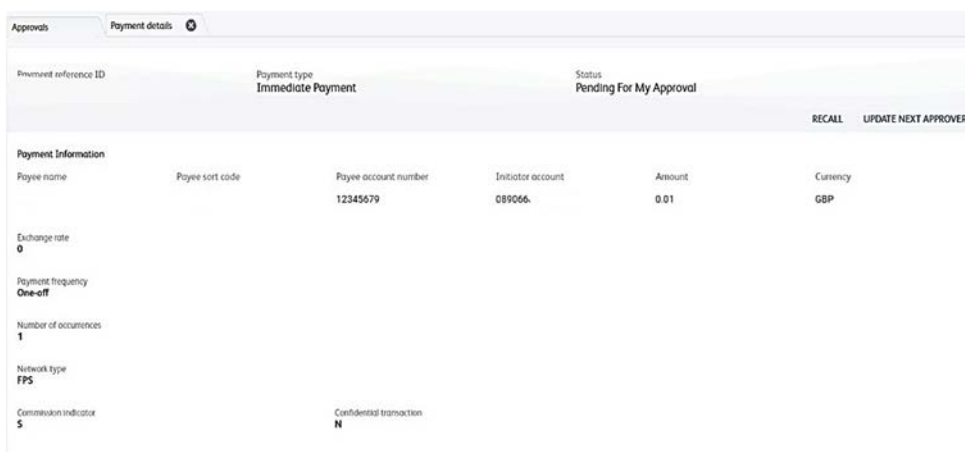 Approvals Payment details
Payment reference ID Payment type Status
Immediate Payment Pending For My Approval
RECALL UPDATE NEXT APPROVER
Payment Information
Payee name Payee sort code Payee account number Initiator account Amount Currency
12345679 089066. 0.01 GBP
Exchange rate
0
Payment frequency
One-off
Number of occurrences
1
Network type
FPS
Commission indicator Confidential transaction
S N